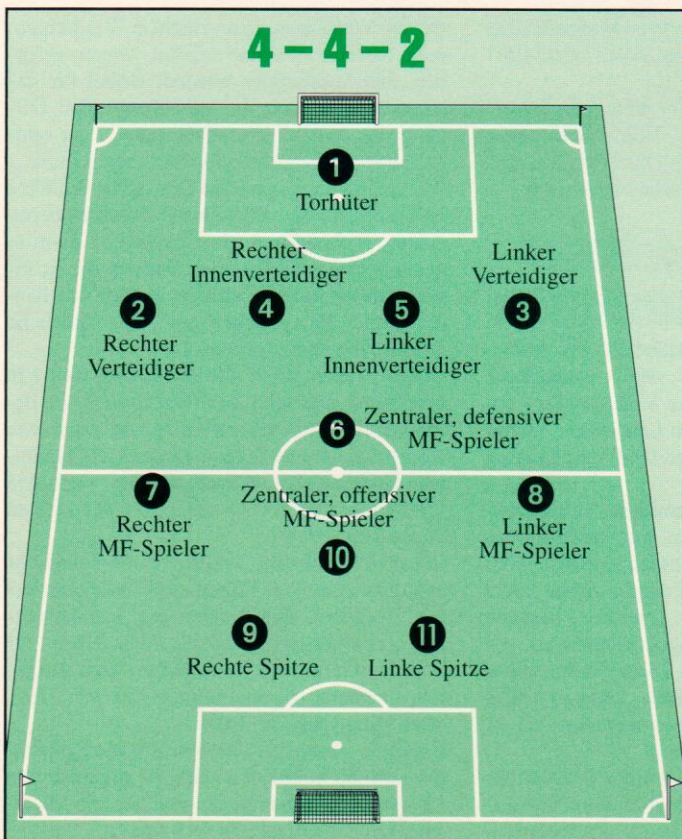 4 – 4 – 2
1
Torhüter
Rechter
Innenverteidiger
Linker
Verteidiger
2
4
5
3
Rechter
Verteidiger
Linker
Innenverteidiger
6
Zentraler, defensiver
MF-Spieler
7
Zentraler, offensiver
MF-Spieler
8
Rechter
MF-Spieler
Linker
MF-Spieler
10
9
11
Rechte Spitze
Linke Spitze